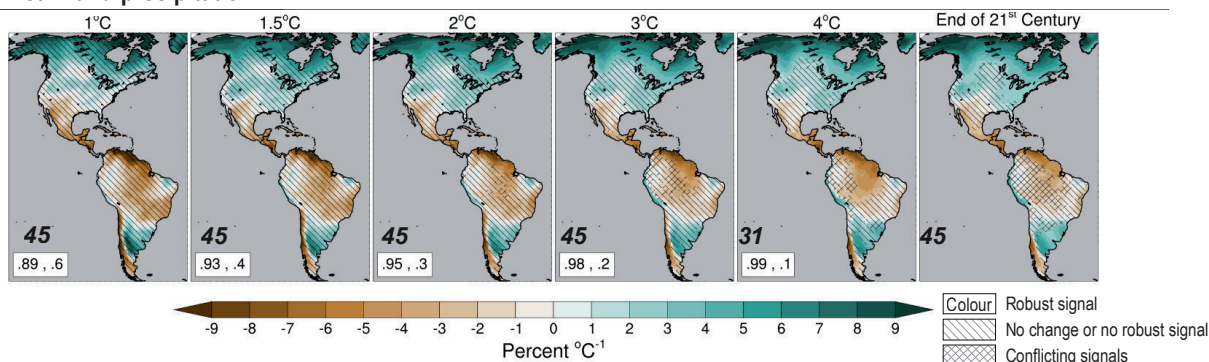 1°C 1.5°C 2°C 3°C 4°C End of 21st Century
45 45 45 45 31 45
.89 , .6 .93 , .4 .95 , .3 .98 , .2 .99 , .1
-9 -8 -7 -6 -5 -4 -3 -2 -1 0 1 2 3 4 5 6 7 8 9
Percent °C-1
Colour Robust signal
No change or no robust signal
Conflicting signals